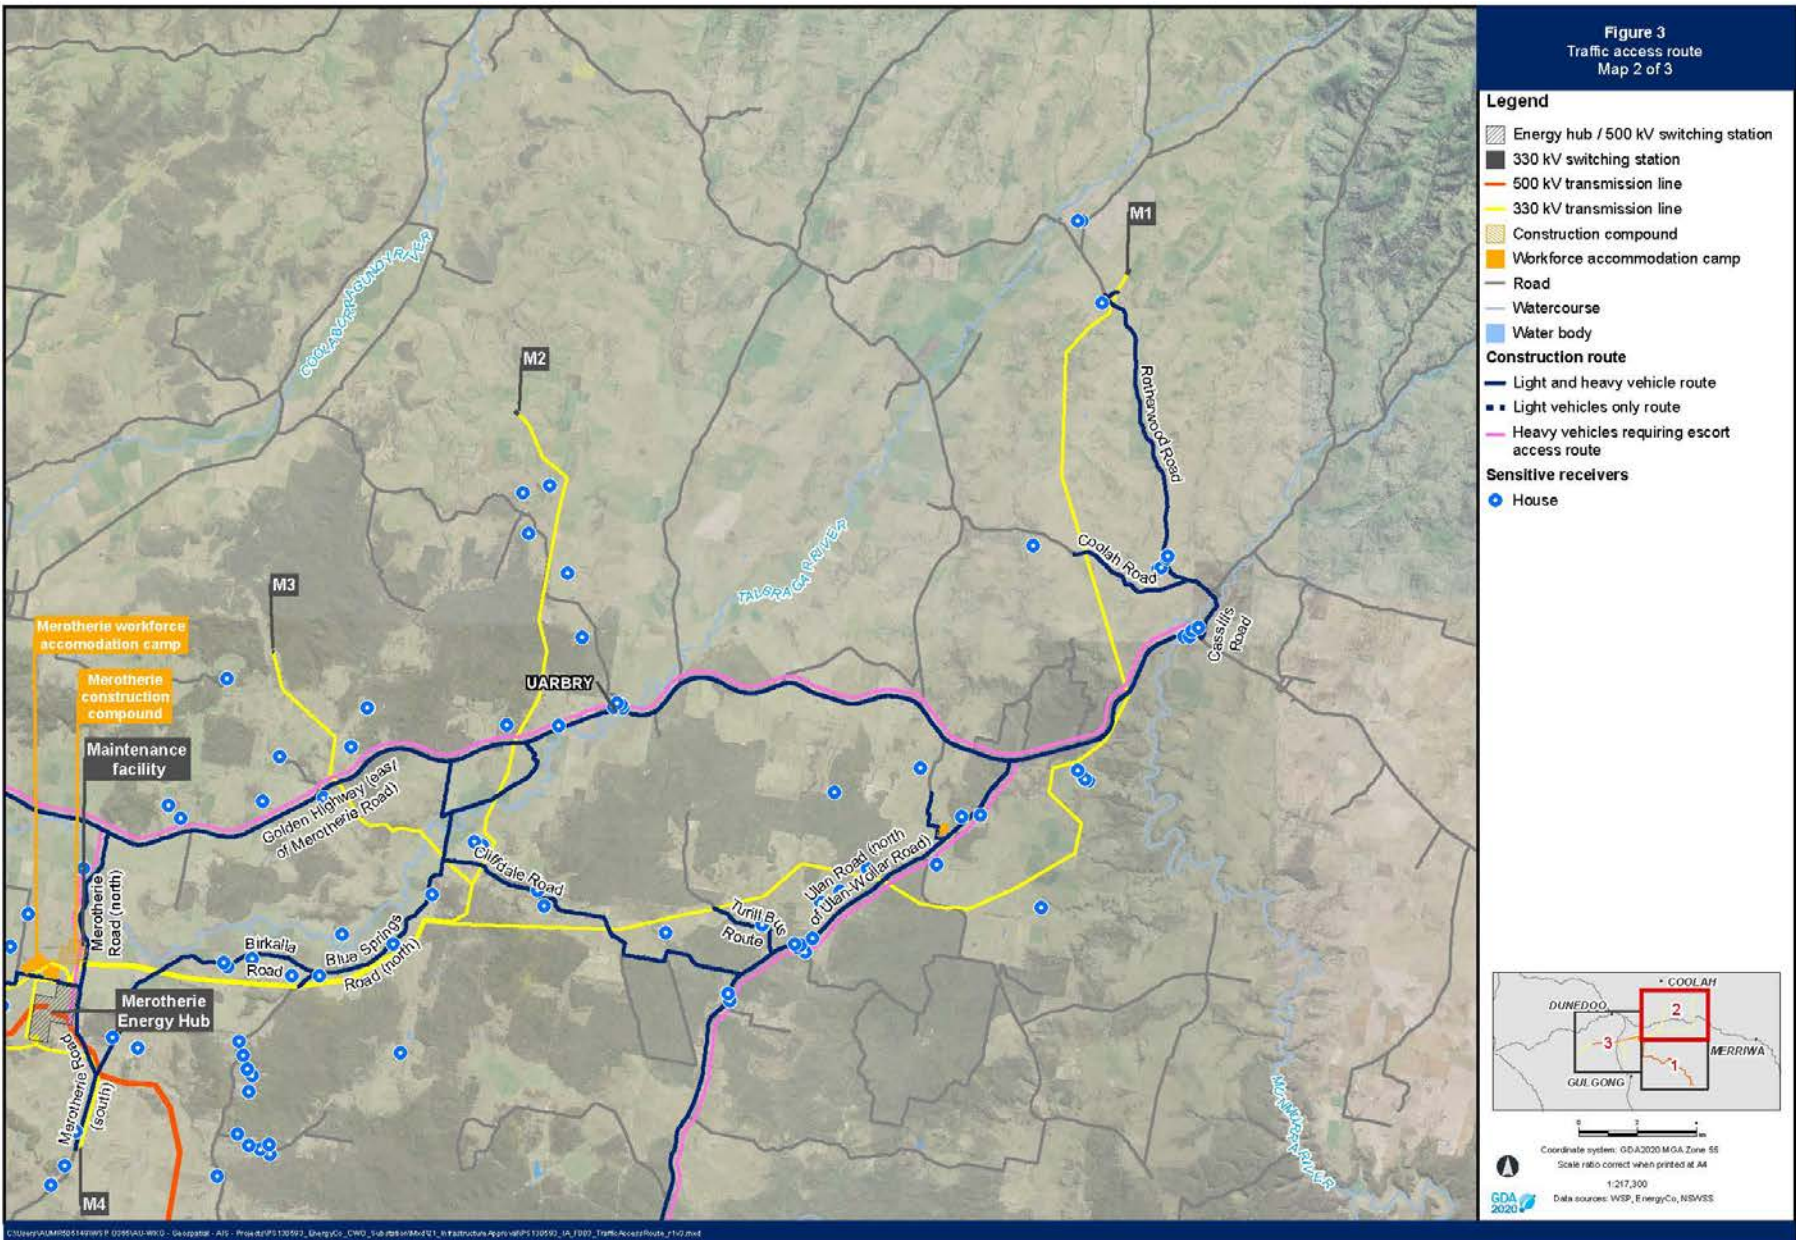 Figure 3
Traffic access route
Map 2 of 3
Legend
Energy hub / 500 kV switching station
330 kV switching station
500 kV transmission line
330 kV transmission line
Construction compound
Workforce accommodation camp
Road
Watercourse
Water body
Construction route
Light and heavy vehicle route
Light vehicles only route
Heavy vehicles requiring escort
access route
Sensitive receivers
House
M1
COOLABURRAGUNDY RIVER
M2
Rotherwood Road
TALBRAGAR RIVER
Coolah Road
M3
Cassilis
Road
Merotherie workforce
accomodation camp
Merotherie
construction
compound
UARBRY
Maintenance
facility
Golden Highway (east
of Merotherie Road)
Merotherie
Road (north)
Cliffdale Road
Ulan Road (north
of Ulan-Wollar Road)
Turill Bus
Route
Birkalla
Road
Blue Springs
Road (north)
Merotherie
Energy Hub
Merotherie Road
(south)
M4
MUNMURRA RIVER
COOLAH
DUNEDOO
2
3
MERRIWA
1
GULGONG
Coordinate system: GDA2020 MGA Zone 55
Scale ratio correct when printed at A4
1:217,300
GDA
2020
Data sources: WSP, EnergyCo, NSWSS